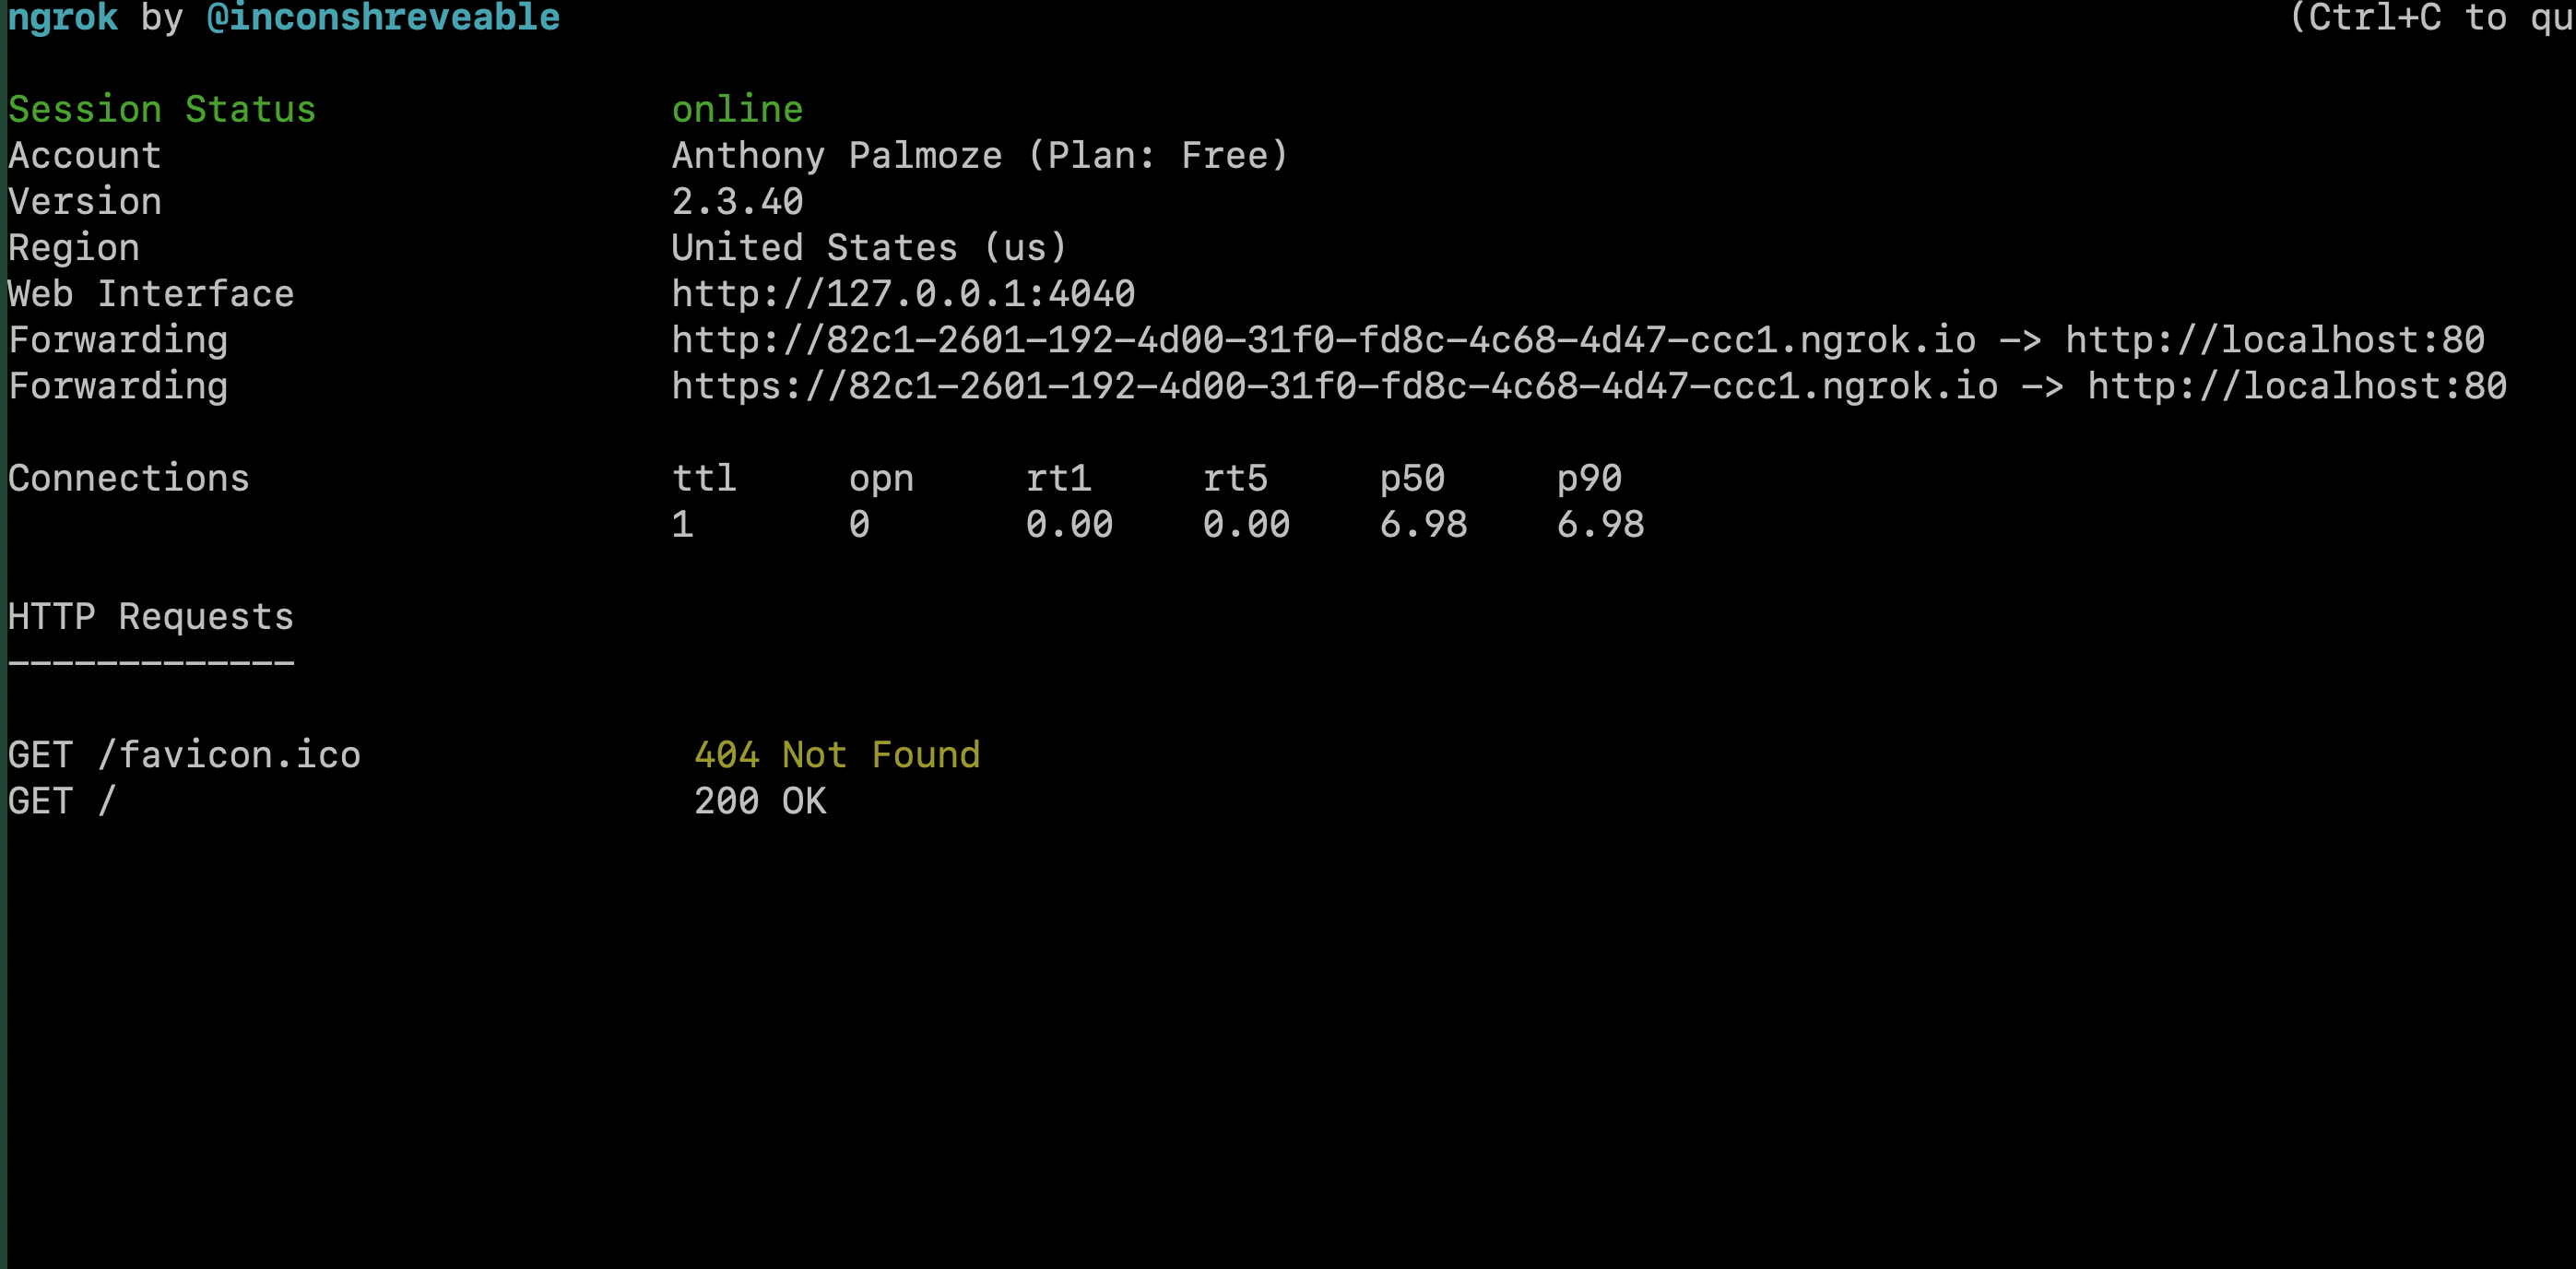 ngrok by @inconshreveable (Ctrl+C to qu
Session Status online
Account Anthony Palmoze (Plan: Free)
Version 2.3.40
Region United States (us)
Web Interface http://127.0.0.1:4040
Forwarding http://82c1-2601-192-4d00-31f0-fd8c-4c68-4d47-ccc1.ngrok.io -> http://localhost:80
Forwarding https://82c1-2601-192-4d00-31f0-fd8c-4c68-4d47-ccc1.ngrok.io -> http://localhost:80
Connections ttl opn rt1 rt5 p50 p90
1 0 0.00 0.00 6.98 6.98
HTTP Requests
-------------
GET /favicon.ico 404 Not Found
GET / 200 OK